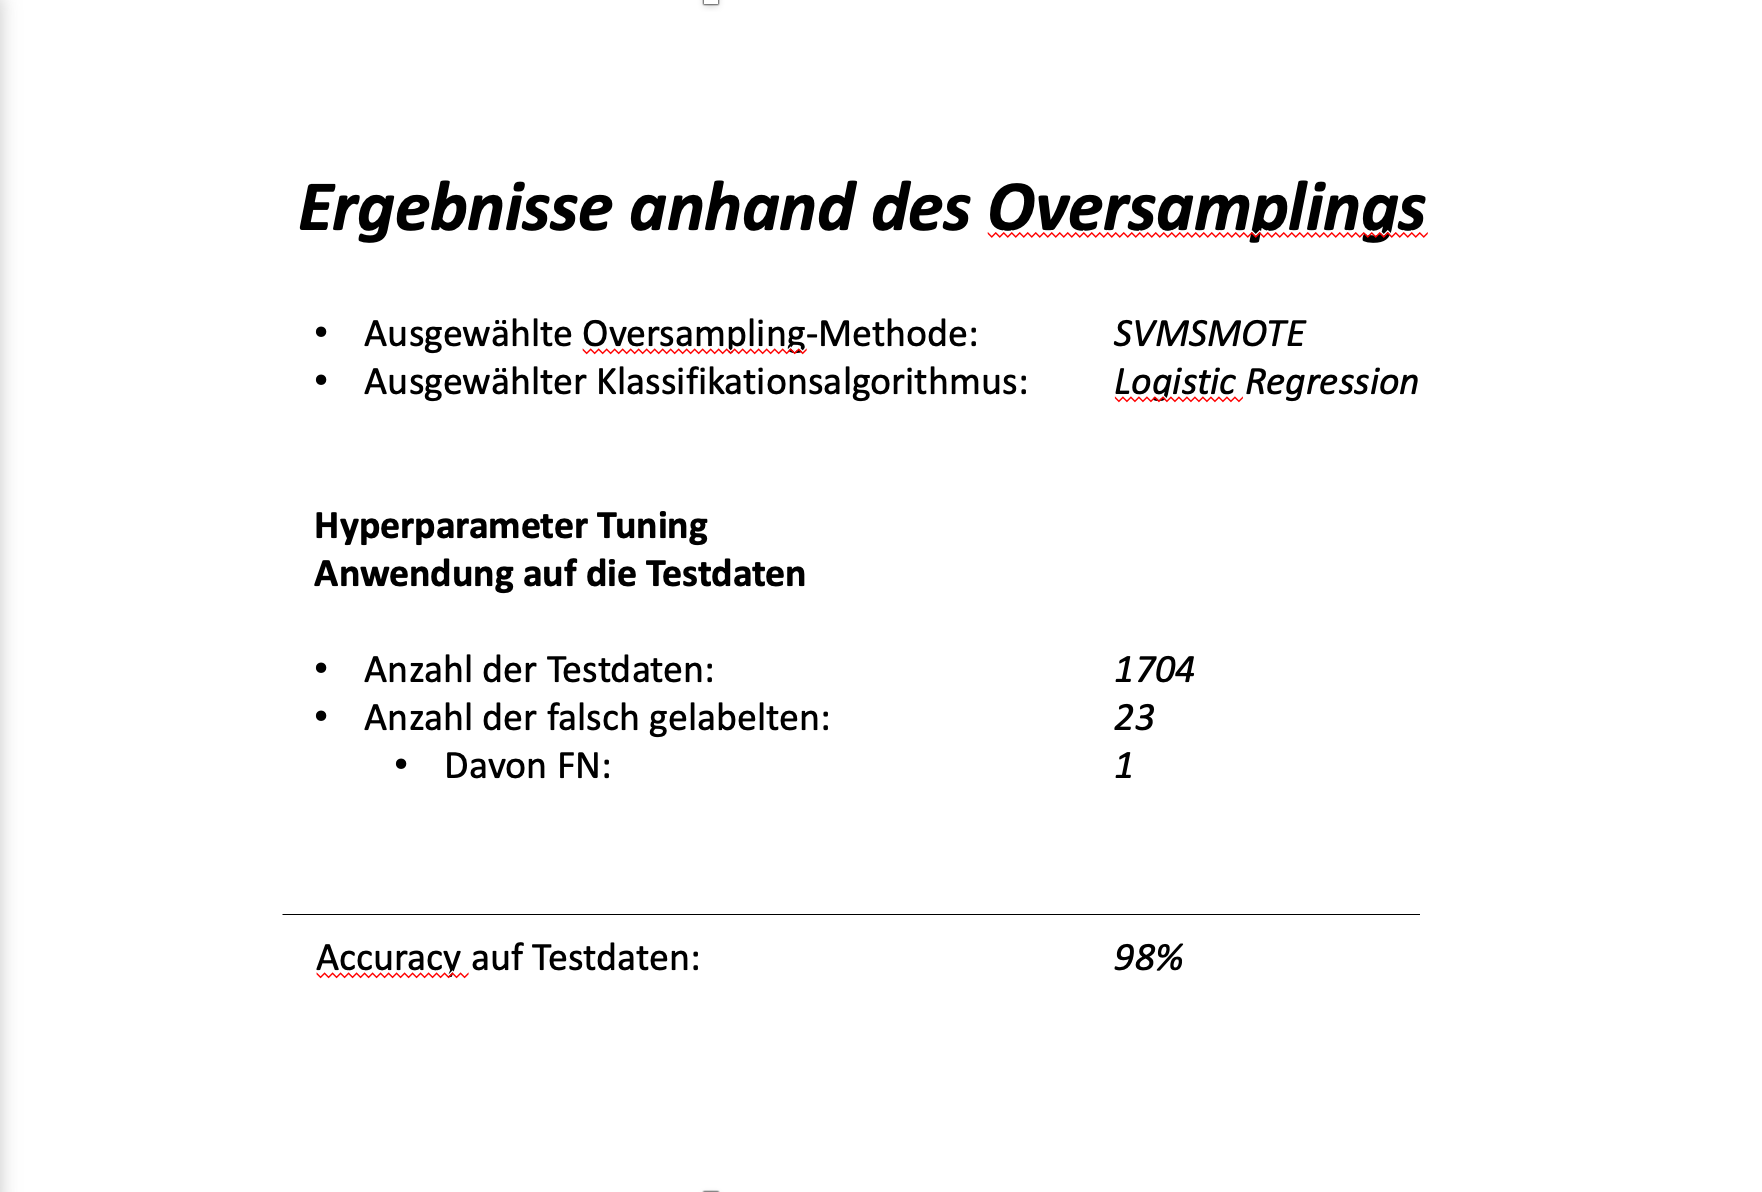 Ergebnisse anhand des Oversamplings
• Ausgewählte Oversampling-Methode: SVMSMOTE
• Ausgewählter Klassifikationsalgorithmus: Logistic Regression
Hyperparameter Tuning
Anwendung auf die Testdaten
• Anzahl der Testdaten: 1704
• Anzahl der falsch gelabelten: 23
• Davon FN: 1
Accuracy auf Testdaten: 98%